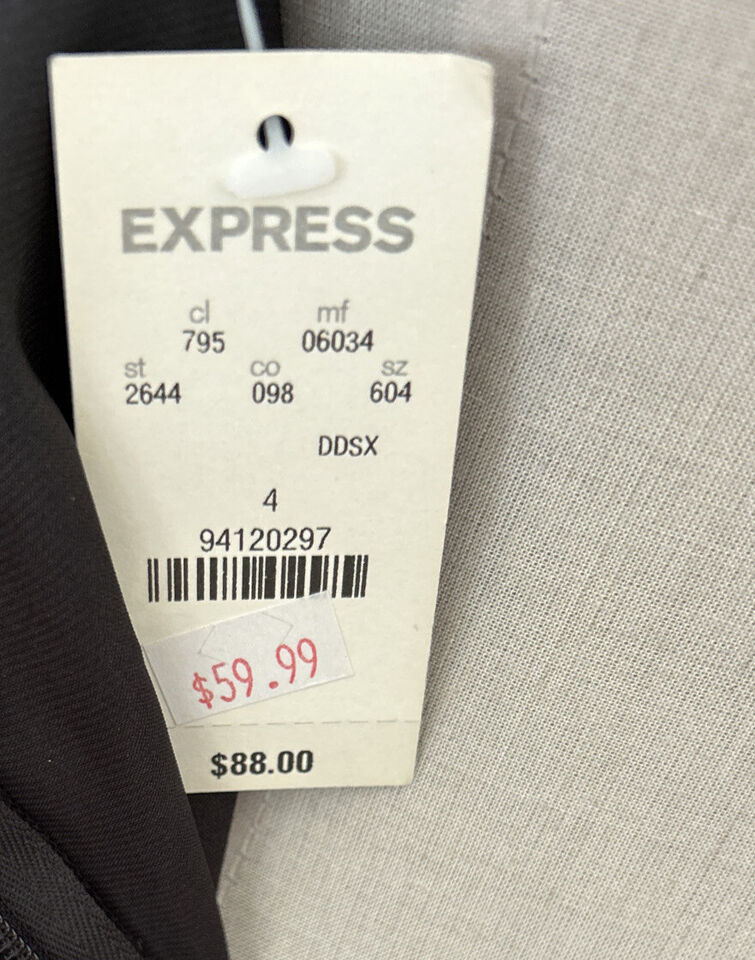 EXPRESS
cl mf
795 06034
st co sz
2644 098 604
DDSX
4
94120297
$59.99
$88.00